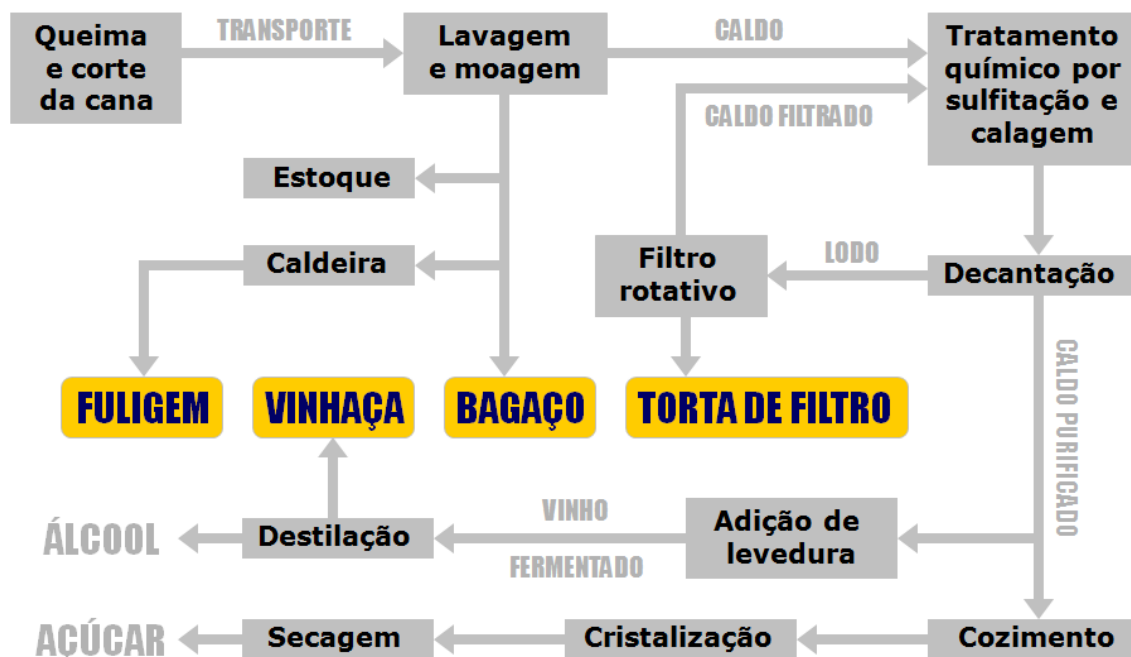 Queima
e corte
da cana
TRANSPORTE
Lavagem
e moagem
CALDO
Tratamento
químico por
sulfitação e
calagem
CALDO FILTRADO
Estoque
Caldeira
Filtro
rotativo
LODO
Decantação
FULIGEM
VINHAÇA
BAGAÇO
TORTA DE FILTRO
CALDO PURIFICADO
ÁLCOOL
Destilação
VINHO
FERMENTADO
Adição de
levedura
AÇÚCAR
Secagem
Cristalização
Cozimento